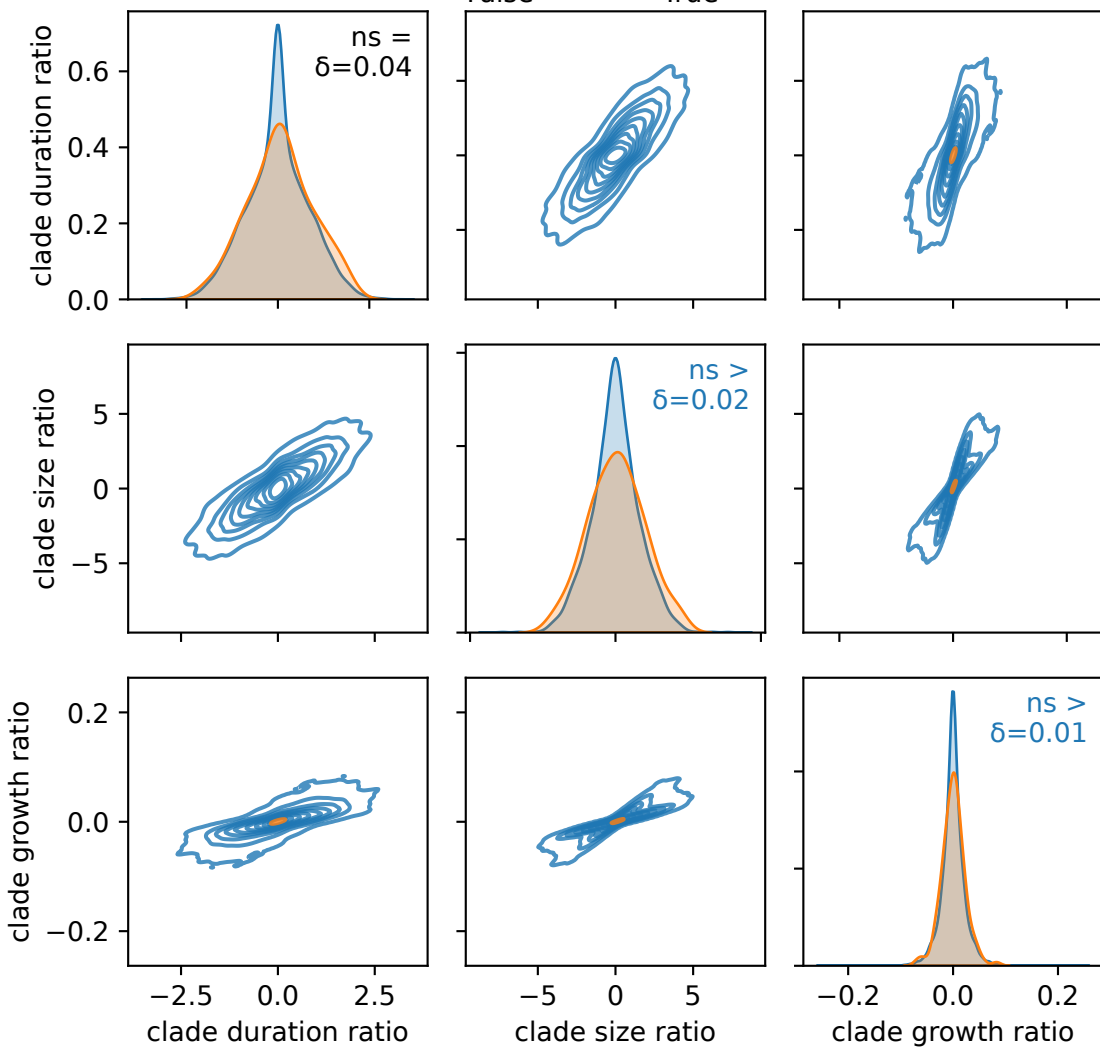 clade duration ratio
0.6
0.4
0.2
0.0
ns =
δ=0.04
clade size ratio
5
0
−5
ns >
δ=0.02
clade growth ratio
0.2
0.0
−0.2
ns >
δ=0.01
−2.5 0.0 2.5
−5 0 5
−0.2 0.0 0.2
clade duration ratio
clade size ratio
clade growth ratio